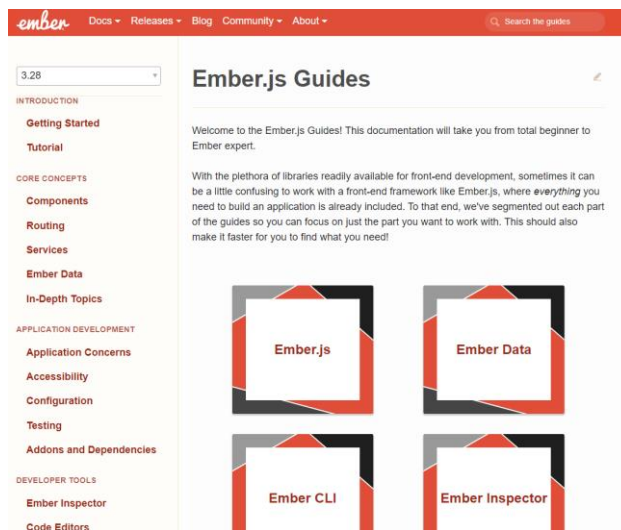 ember Docs Releases Blog Community About Search the guides
3.28
INTRODUCTION
Getting Started
Tutorial
CORE CONCEPTS
Components
Routing
Services
Ember Data
In-Depth Topics
APPLICATION DEVELOPMENT
Application Concerns
Accessibility
Configuration
Testing
Addons and Dependencies
DEVELOPER TOOLS
Ember Inspector
Code Editors
Ember.js Guides
Welcome to the Ember.js Guides! This documentation will take you from total beginner to
Ember expert.
With the plethora of libraries readily available for front-end development, sometimes it can
be a little confusing to work with a front-end framework like Ember.js, where everything you
need to build an application is already included. To that end, we've segmented out each part
of the guides so you can focus on just the part you want to work with. This should also
make it faster for you to find what you need!
Ember.js
Ember Data
Ember CLI
Ember Inspector